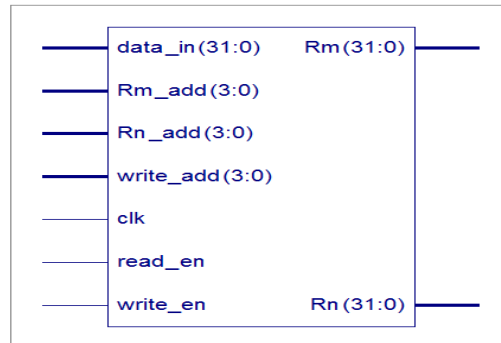 data_in(31:0) Rm(31:0)
Rm_add(3:0)
Rn_add(3:0)
write_add(3:0)
clk
read_en
write_en Rn(31:0)